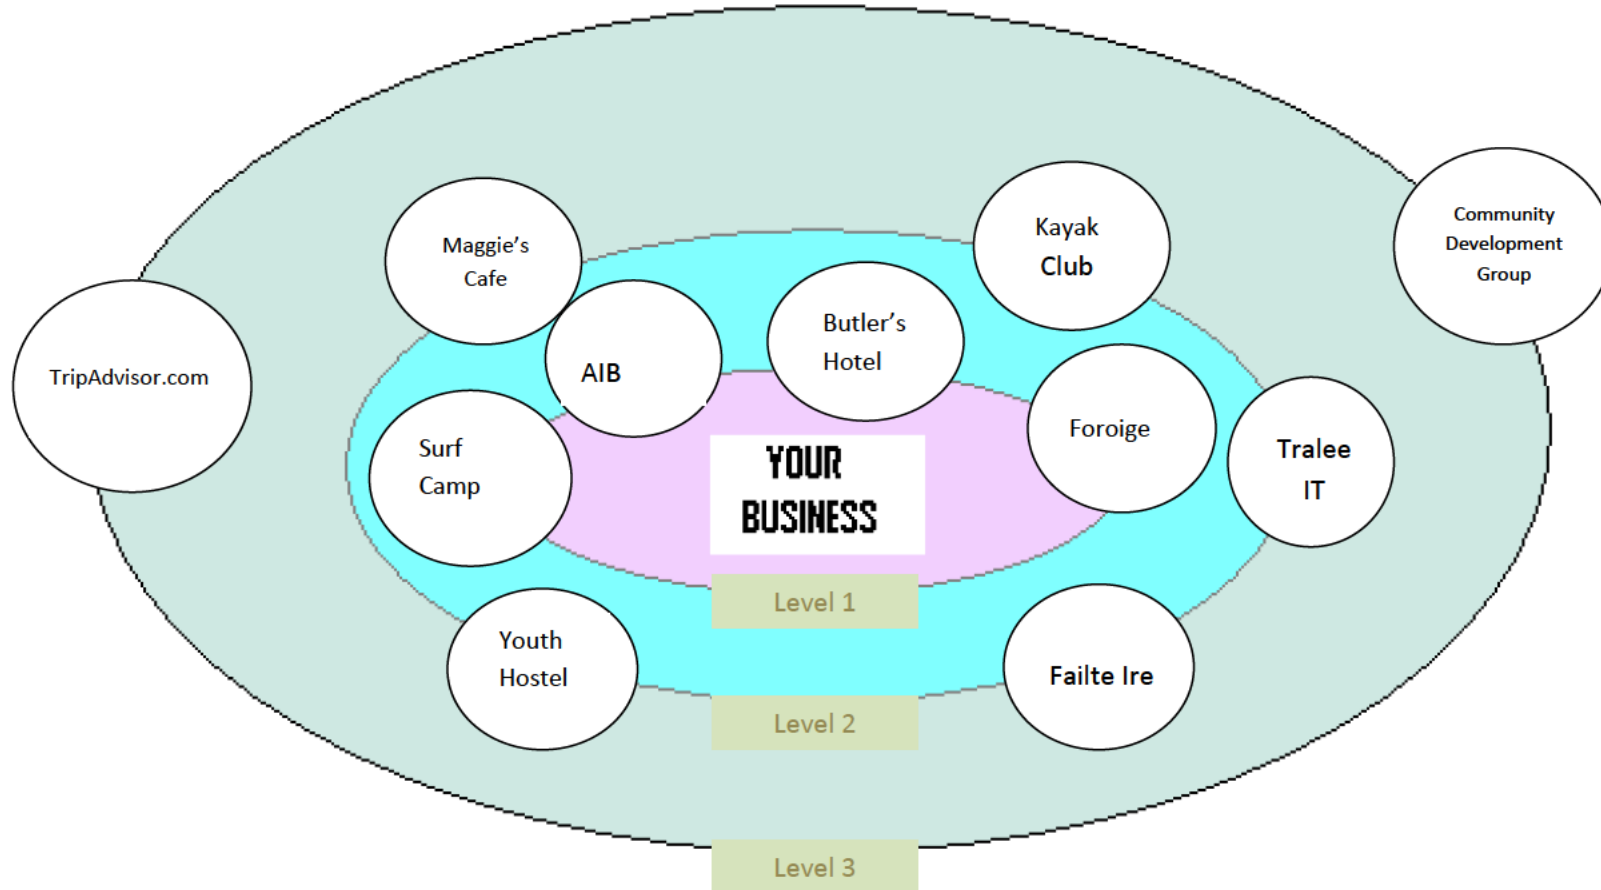 Kayak
Club
Community
Development
Group
Maggie's
Cafe
Butler's
Hotel
TripAdvisor.com
AIB
Foroige
Surf
Camp
YOUR
BUSINESS
Tralee
IT
Level 1
Youth
Hostel
Failte Ire
Level 2
Level 3